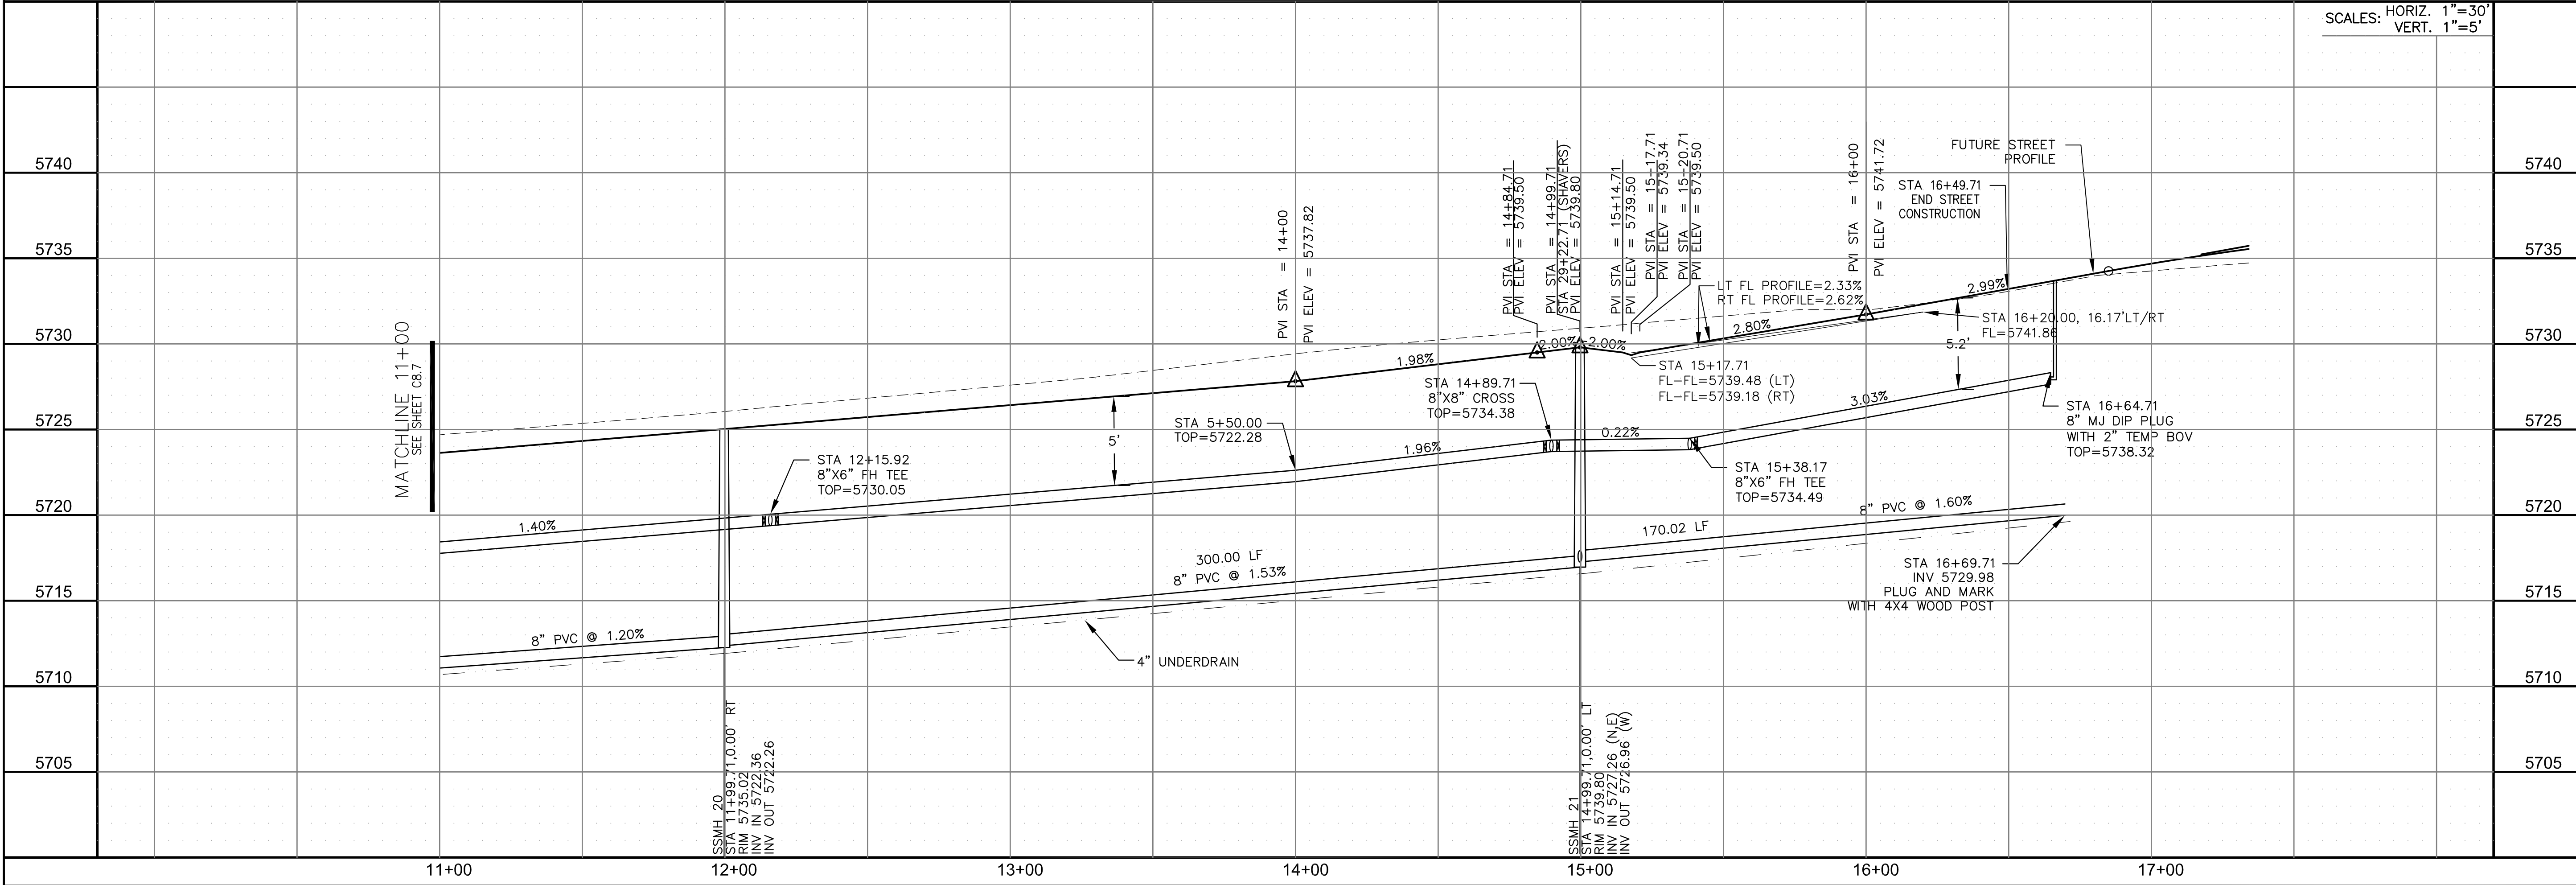 SCALES: HORIZ. 1"=30'
VERT. 1"=5'
5740
5735
5730
5725
5720
5715
5710
5705
5740
5735
5730
5725
5720
5715
5710
5705
MATCHLINE 11+00
SEE SHEET C8.7
PVI STA = 14+00
PVI ELEV = 5737.82
PVI STA = 14+84.71
PVI ELEV = 5739.50
PVI STA = 14+99.71
STA 29+22.71 (SHAVERS)
PVI ELEV = 5739.80
PVI STA = 15+14.71
PVI ELEV = 5739.50
PVI STA = 15-17.71
PVI ELEV = 5739.34
PVI STA = 15-20.71
PVI ELEV = 5739.50
PVI STA = 16+00
PVI ELEV = 5741.72
FUTURE STREET
PROFILE
STA 16+49.71
END STREET
CONSTRUCTION
LT FL PROFILE=2.33%
RT FL PROFILE=2.62%
2.99%
2.80%
2.00%
-2.00%
1.98%
STA 16+20.00, 16.17'LT/RT
FL=5741.86
5.2'
STA 15+17.71
FL-FL=5739.48 (LT)
FL-FL=5739.18 (RT)
STA 14+89.71
8'X8" CROSS
TOP=5734.38
STA 5+50.00
TOP=5722.28
5'
1.96%
0.22%
3.03%
STA 16+64.71
8" MJ DIP PLUG
WITH 2" TEMP BOV
TOP=5738.32
STA 12+15.92
8"X6" FH TEE
TOP=5730.05
STA 15+38.17
8"X6" FH TEE
TOP=5734.49
1.40%
8" PVC @ 1.60%
170.02 LF
300.00 LF
8" PVC @ 1.53%
STA 16+69.71
INV 5729.98
PLUG AND MARK
WITH 4X4 WOOD POST
8" PVC @ 1.20%
4" UNDERDRAIN
SSMH 20
STA 11+99.71,0.00' RT
RIM 5735.02
INV IN 5722.36
INV OUT 5722.26
SSMH 21
STA 14+99.71,0.00' LT
RIM 5739.80
INV IN 5727.26 (N,E)
INV OUT 5726.96 (W)
11+00
12+00
13+00
14+00
15+00
16+00
17+00